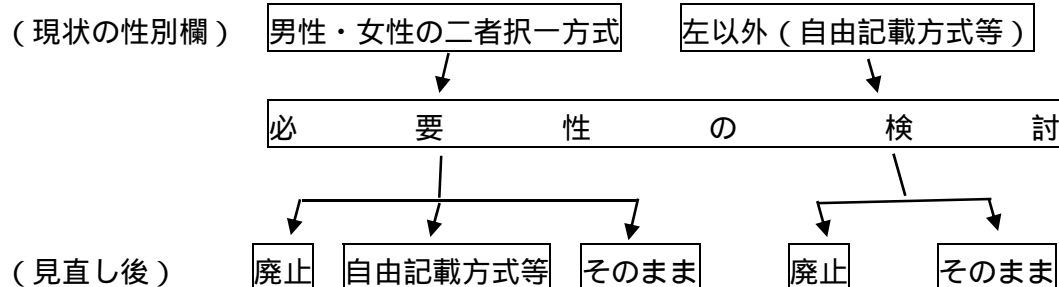 (現状の性別欄) 男性・女性の二者択一方式 左以外(自由記載方式等)
必要性の検討
(見直し後) 廃止 自由記載方式等 そのまま 廃止 そのまま